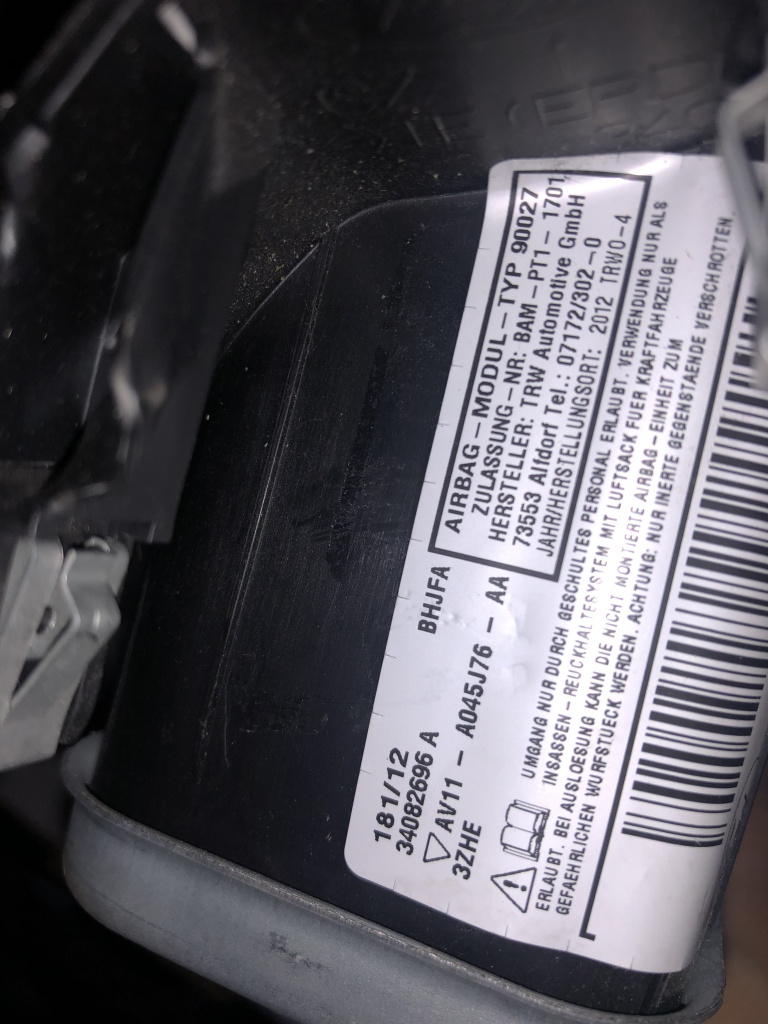 AIRBAG-MODUL-TYP 90027
ZULASSUNG-NR: BAM-PT1-1701
HERSTELLER: TRW Automotive GmbH
73553 Alfdorf Tel.: 07172/302-0
JAHR/HERSTELLUNGSORT: 2012 TRWO-4
BHJFA
181/12
34082696 A
AV11 - A045J76 - AA
3ZHE
UMGANG NUR DURCH GESCHULTES PERSONAL ERLAUBT. VERWENDUNG NUR ALS
INSASSEN-REUCKHALTESYSTEM MIT LUFTSACK FUER KRAFTFAHRZEUGE
ERLAUBT. BEI AUSLOESUNG KANN DIE NICHT MONTIERTE AIRBAG-EINHEIT ZUM
GEFAEHRLICHEN WURFSTUECK WERDEN. ACHTUNG: NUR INERTE GEGENSTAENDE VERSCHROTTEN.